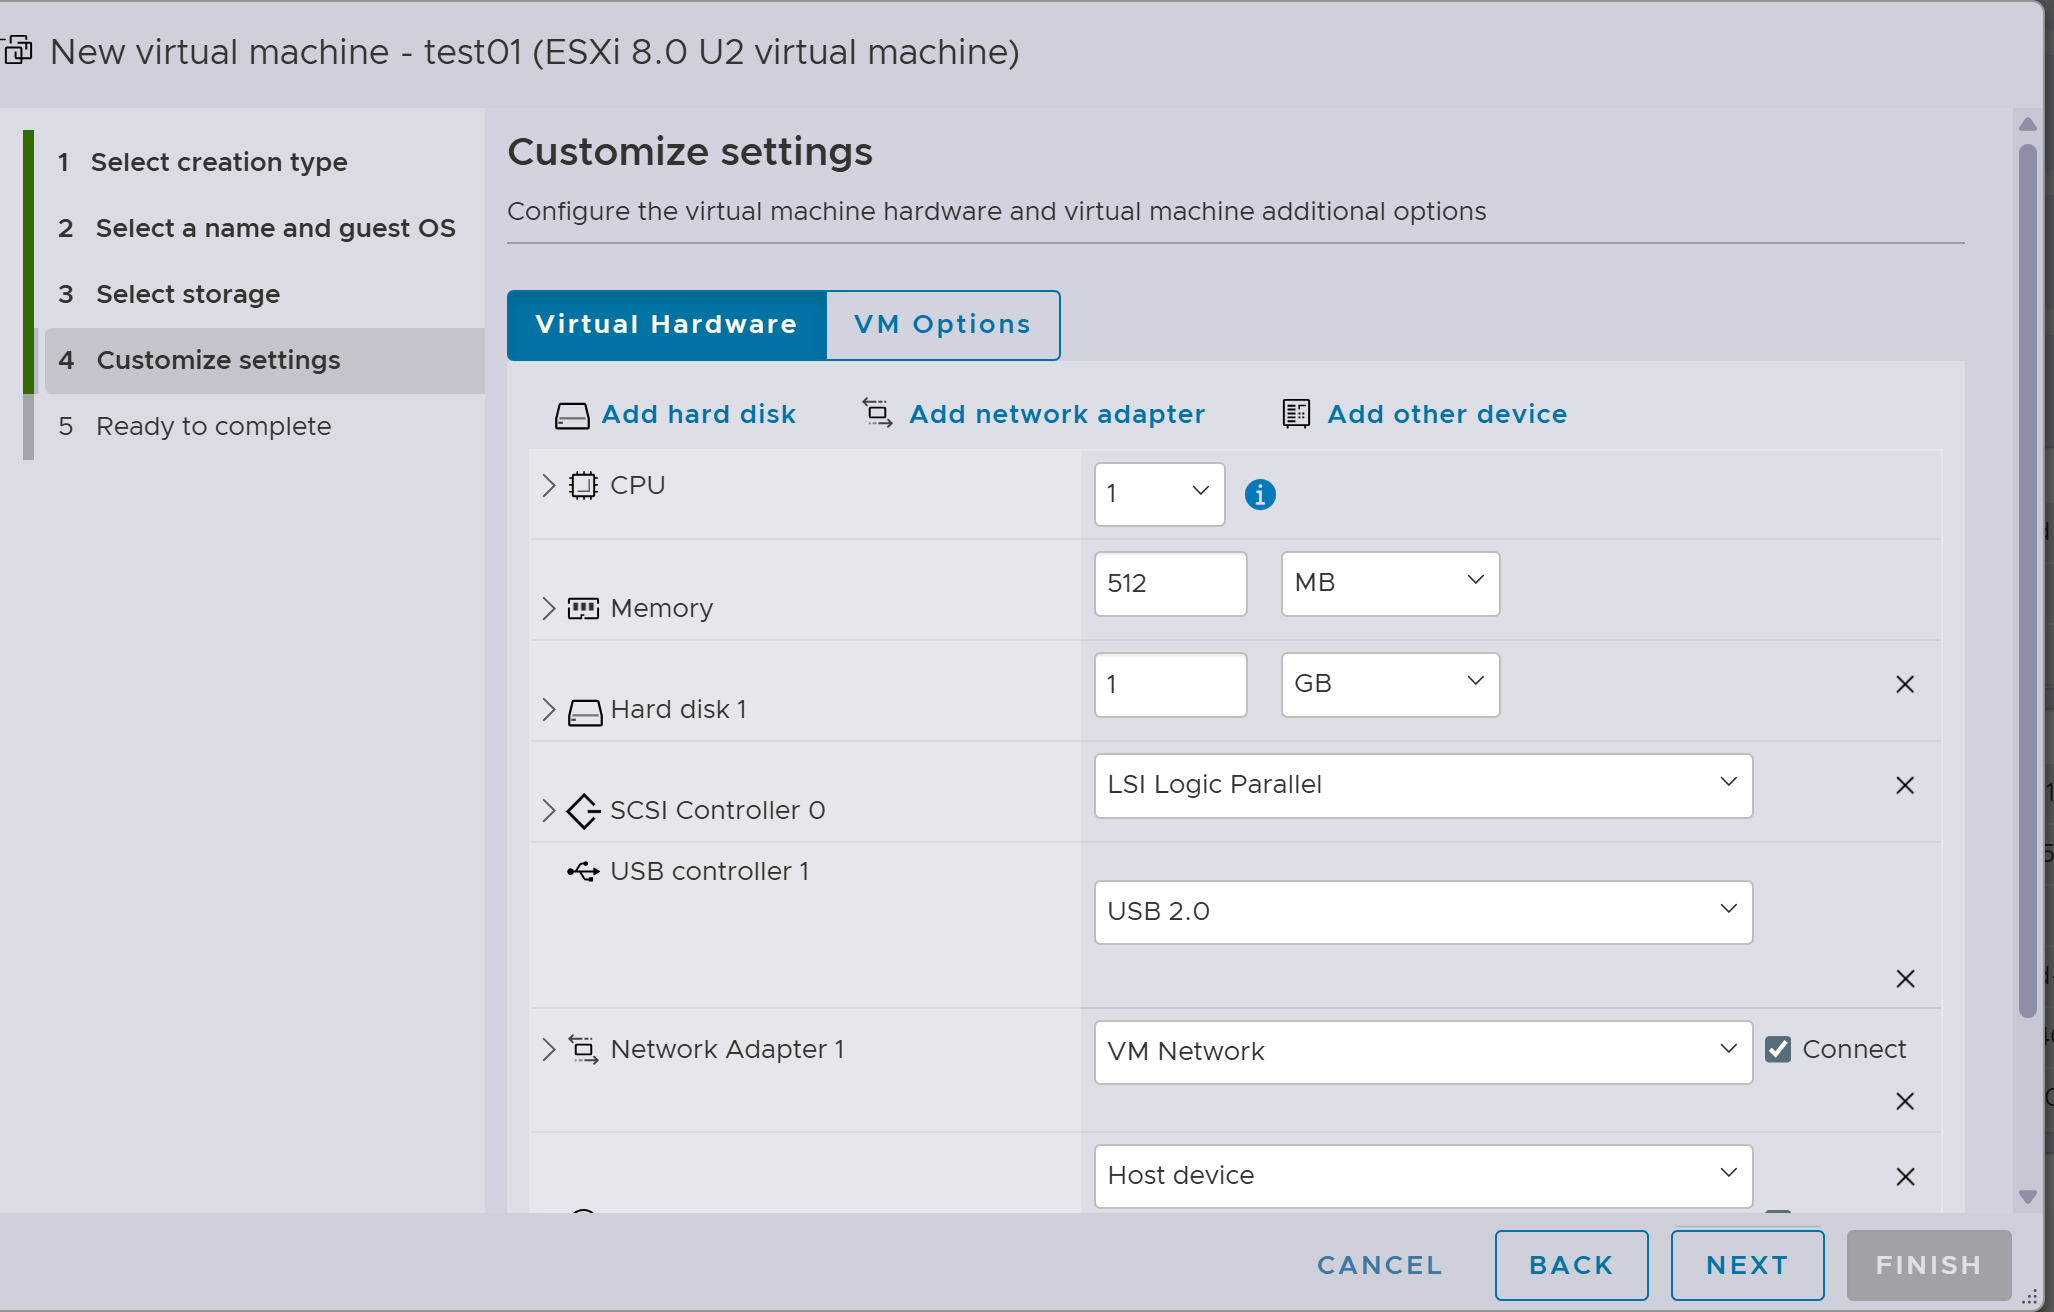 New virtual machine - test01 (ESXi 8.0 U2 virtual machine)
1 Select creation type
2 Select a name and guest OS
3 Select storage
4 Customize settings
5 Ready to complete
Customize settings
Configure the virtual machine hardware and virtual machine additional options
Virtual Hardware
VM Options
Add hard disk
Add network adapter
Add other device
CPU
1
Memory
512
MB
Hard disk 1
1
GB
SCSI Controller 0
LSI Logic Parallel
USB controller 1
USB 2.0
Network Adapter 1
VM Network
Connect
Host device
CANCEL
BACK
NEXT
FINISH